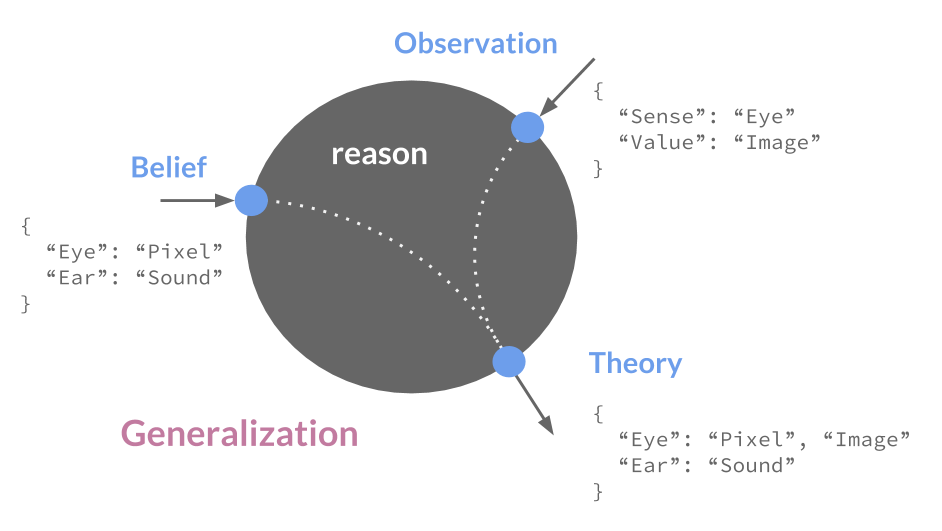 Observation
{
“Sense”: “Eye”
“Value”: “Image”
}
reason
Belief
{
“Eye”: “Pixel”
“Ear”: “Sound”
}
Theory
{
“Eye”: “Pixel”, “Image”
“Ear”: “Sound”
}
Generalization